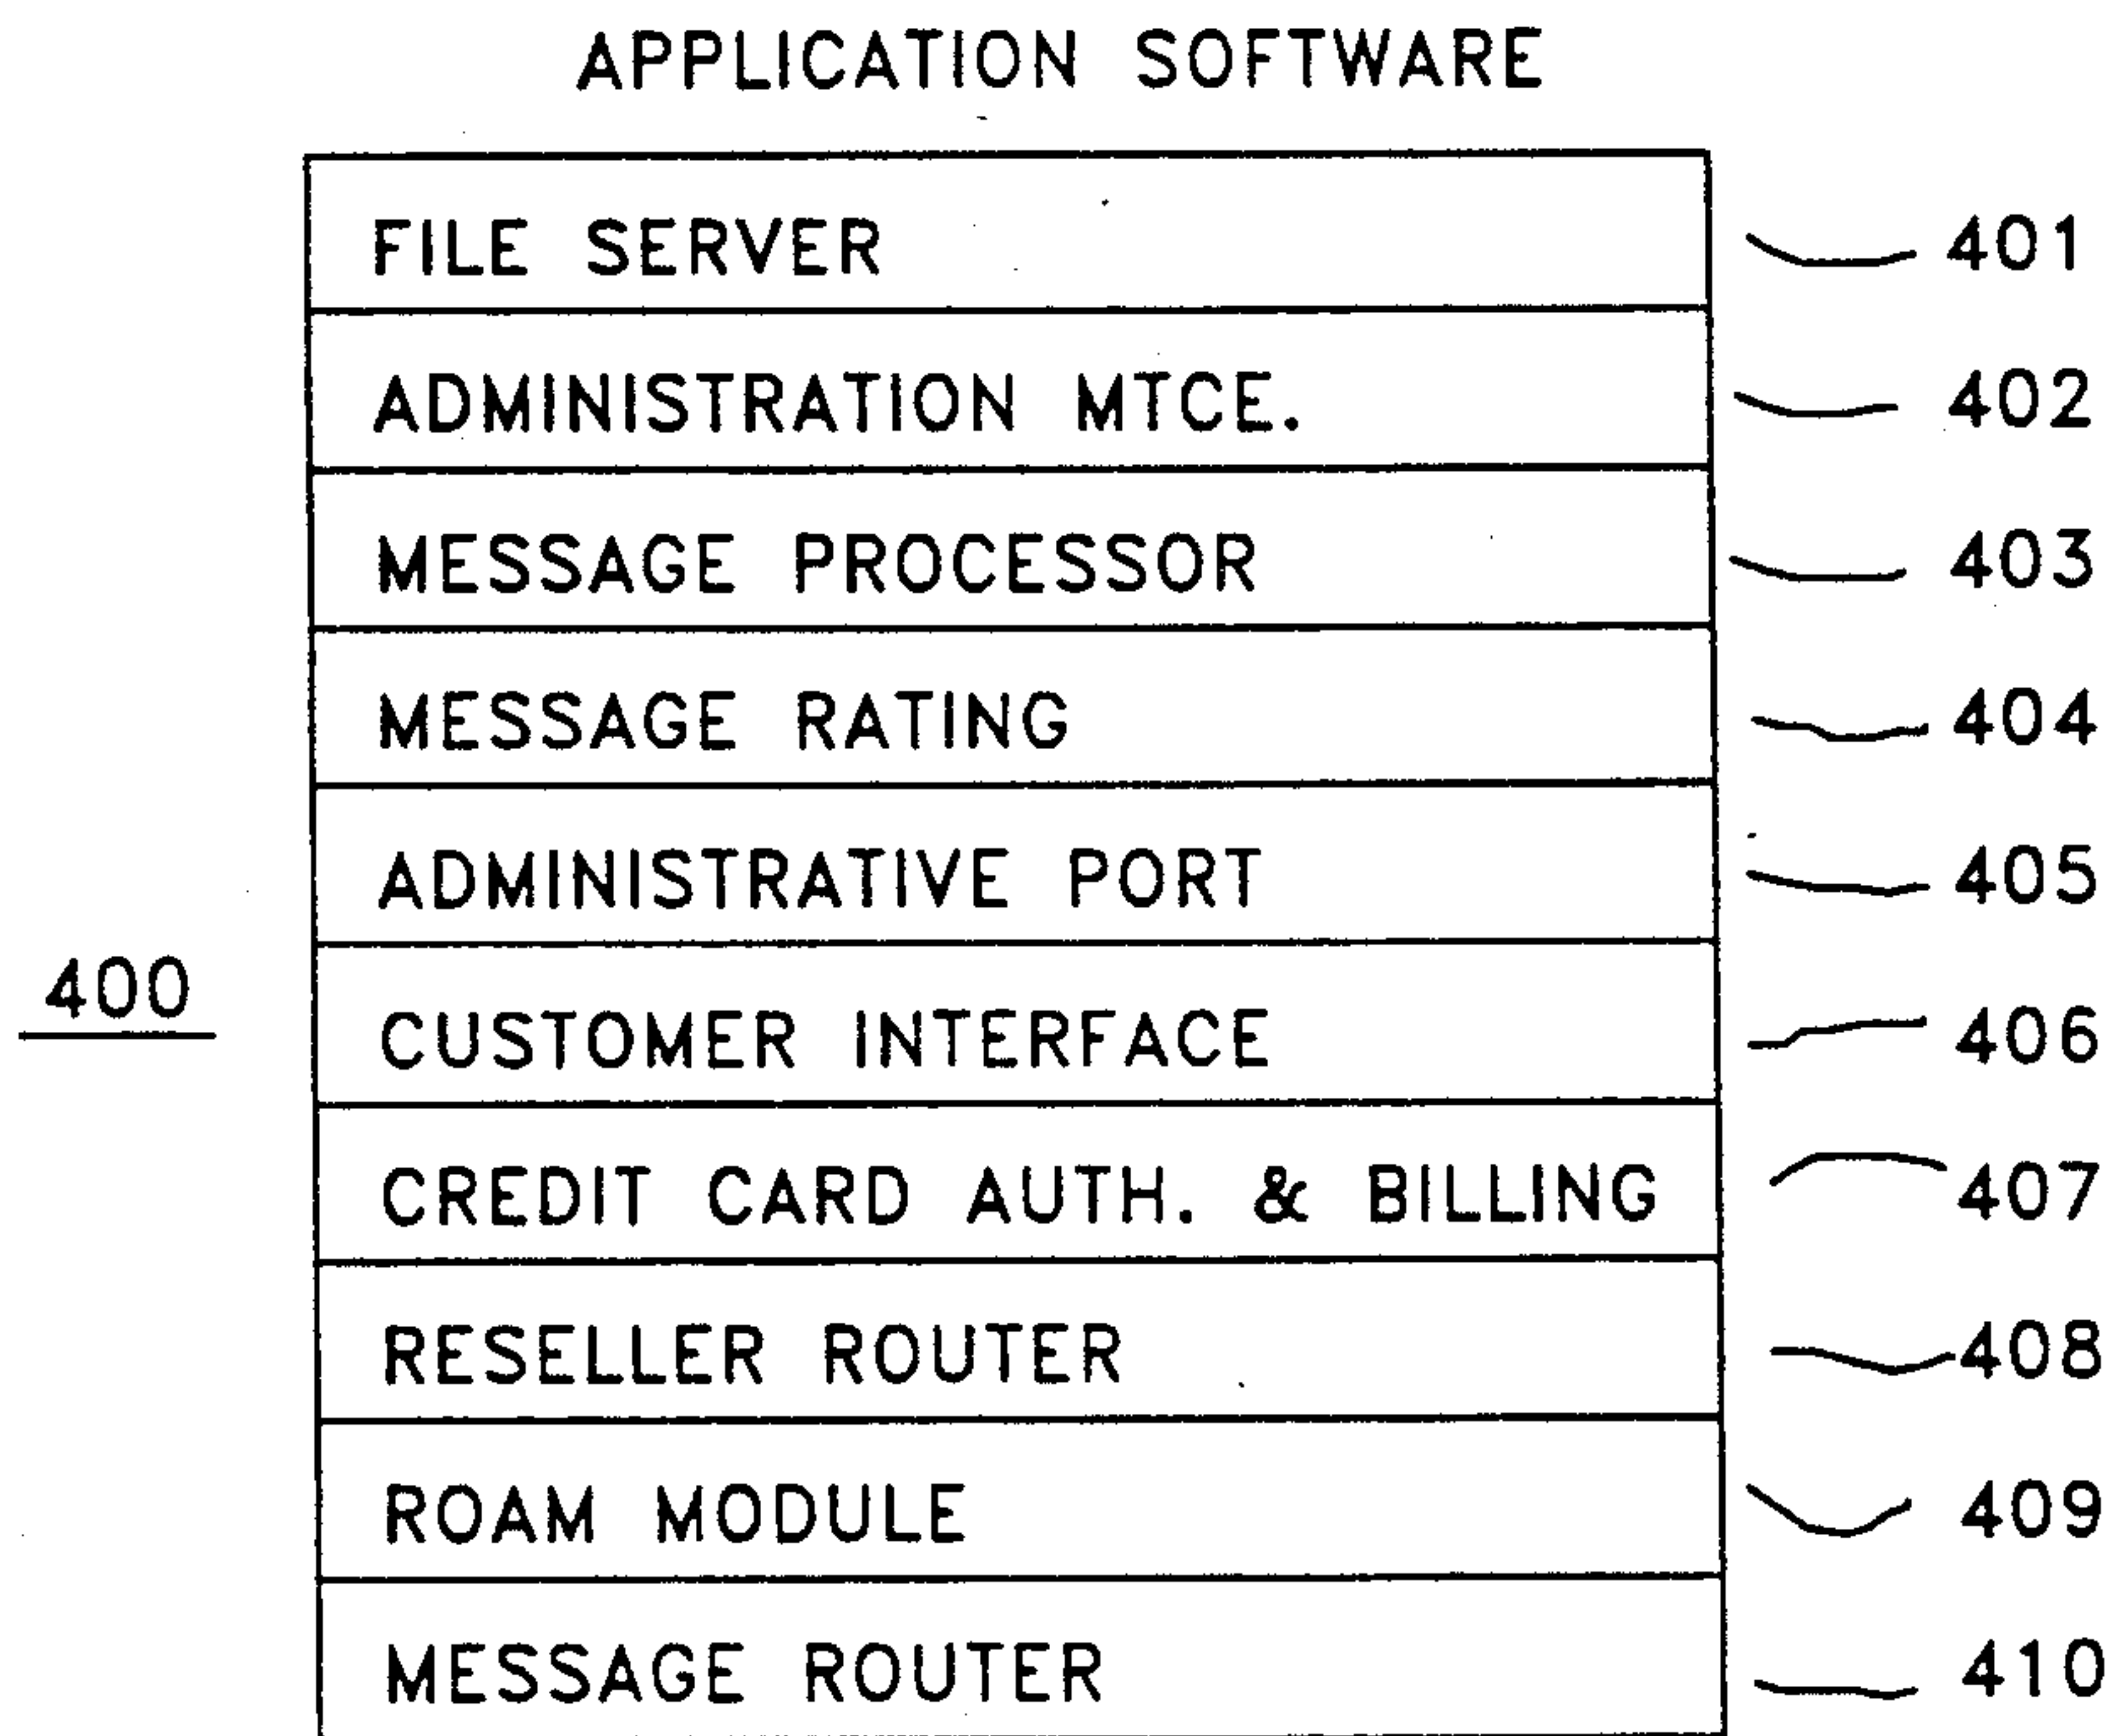 APPLICATION SOFTWARE
FILE SERVER 401
ADMINISTRATION MTCE. 402
MESSAGE PROCESSOR 403
MESSAGE RATING 404
ADMINISTRATIVE PORT 405
400
CUSTOMER INTERFACE 406
CREDIT CARD AUTH. & BILLING 407
RESELLER ROUTER 408
ROAM MODULE 409
MESSAGE ROUTER 410